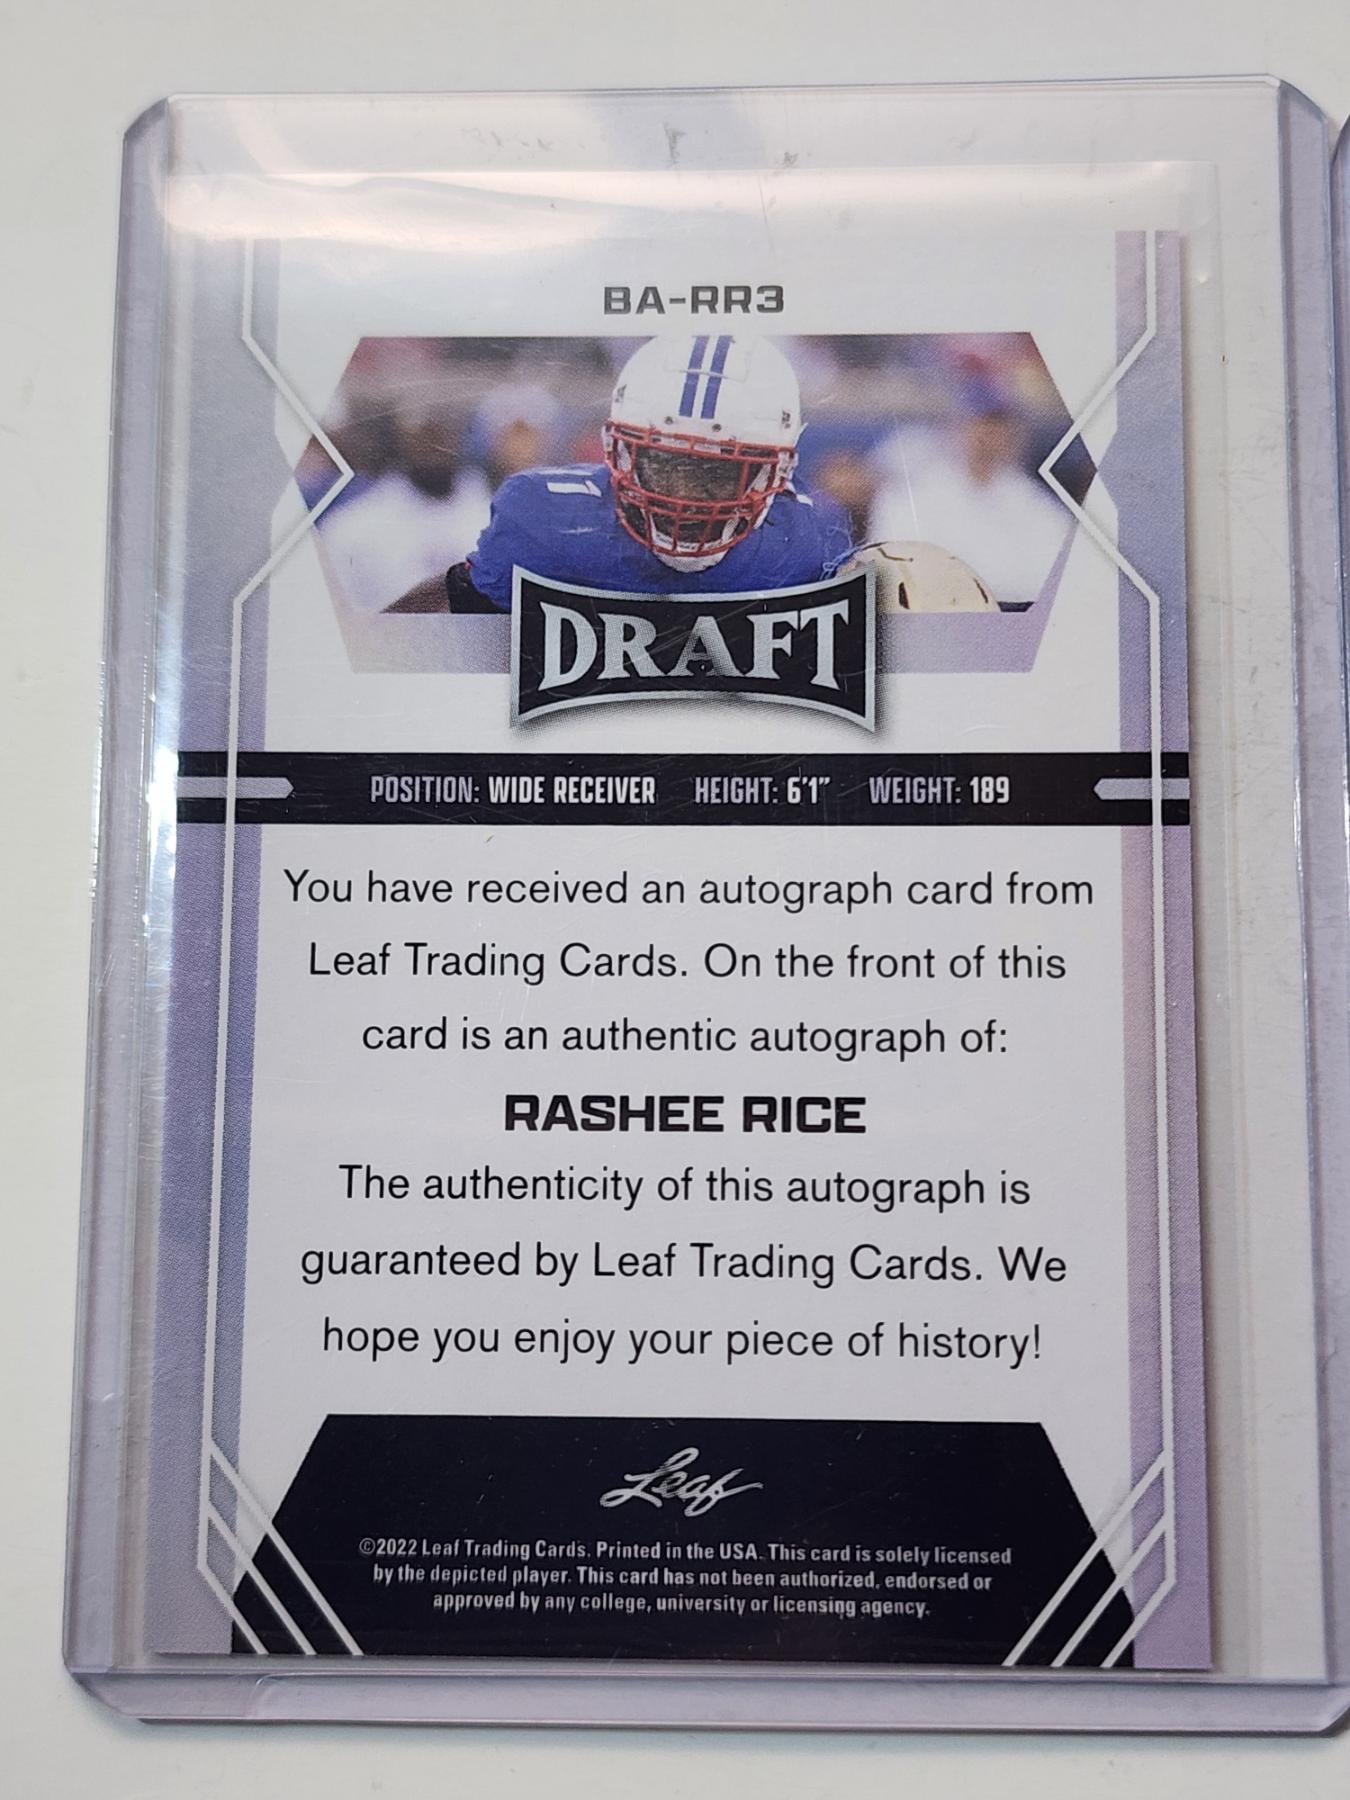 BA-RR3
DRAFT
POSITION: WIDE RECEIVER HEIGHT: 6'1" WEIGHT: 189
You have received an autograph card from
Leaf Trading Cards. On the front of this
card is an authentic autograph of:
RASHEE RICE
The authenticity of this autograph is
guaranteed by Leaf Trading Cards. We
hope you enjoy your piece of history!
Leaf
©2022 Leaf Trading Cards. Printed in the USA. This card is solely licensed
by the depicted player. This card has not been authorized, endorsed or
approved by any college, university or licensing agency.